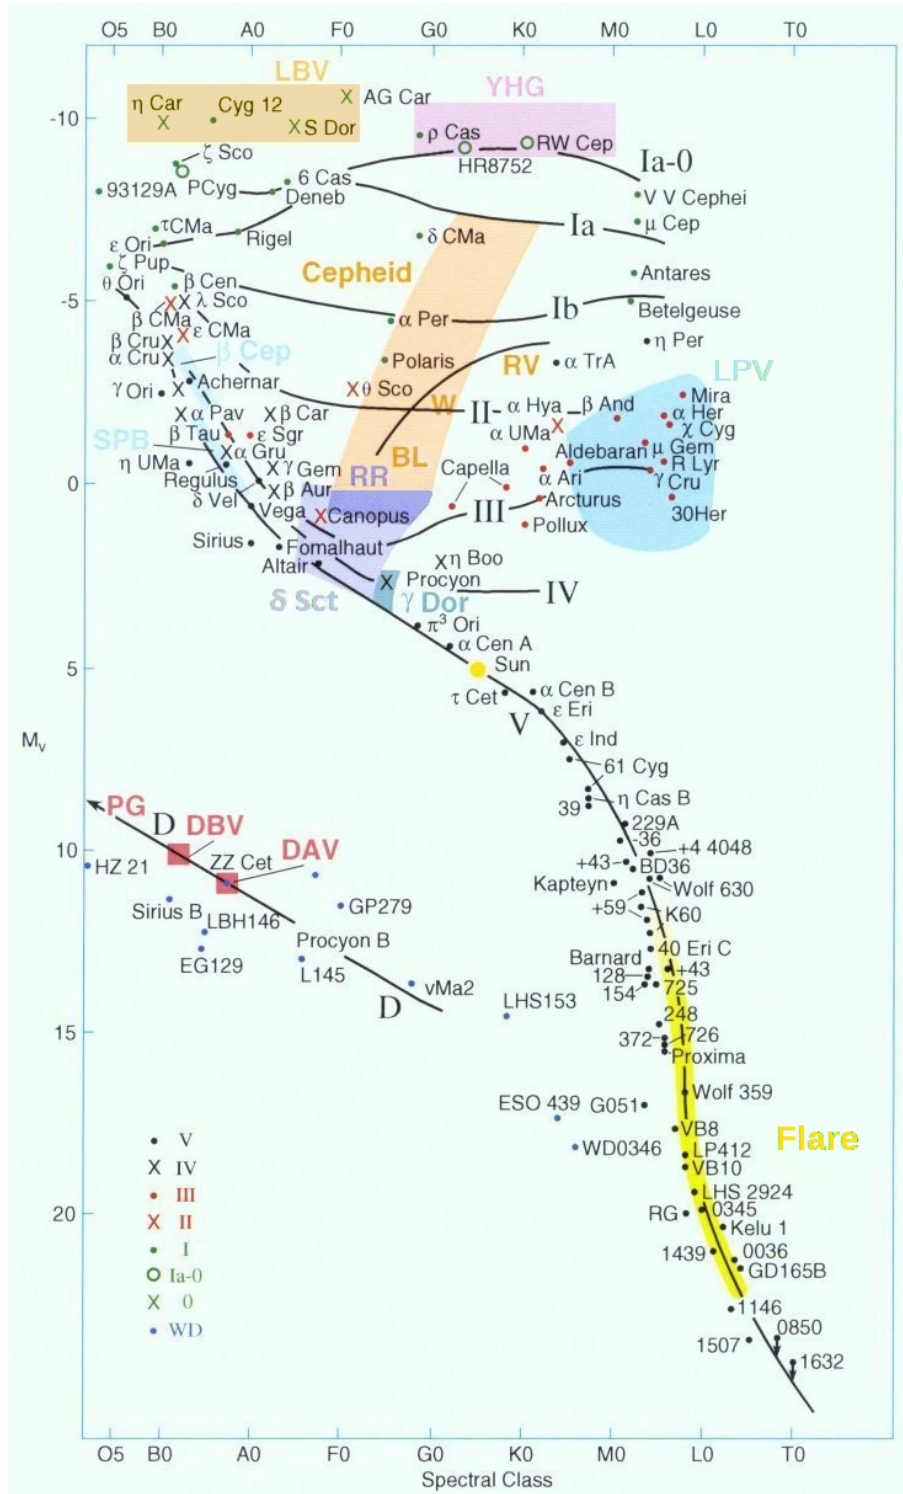 O5 B0 A0 F0 G0 K0 M0 L0 T0
LBV
YHG
AG Car
η Car
Cyg 12
S Dor
-10
ρ Cas
RW Cep
HR8752
Ia-0
ζ Sco
93129A
PCyg
6 Cas
Deneb
V V Cephei
τCMa
Rigel
δ CMa
Ia
μ Cep
ε Ori
ζ Pup
Cepheid
Antares
θ Ori
β Cen
λ Sco
-5
Ib
Betelgeuse
β CMa
ε CMa
α Per
β Cru
η Per
α Cru
β Cep
Polaris
RV
α TrA
LPV
γ Ori
Achernar
θ Sco
Mira
W
II
α Hya
β And
α Her
α Pav
β Car
χ Cyg
SPB
β Tau
ε Sgr
α UMa
Aldebaran
μ Gem
α Gru
BL
η UMa
γ Gem
RR
Capella
R Lyr
Regulus
α Ari
γ Cru
0
δ Vel
β Aur
Arcturus
Vega
Canopus
III
30Her
Pollux
Sirius
Fomalhaut
Altair
η Boo
Procyon
δ Sct
γ Dor
IV
π³ Ori
α Cen A
5
Sun
τ Cet
α Cen B
V
ε Eri
Mv
ε Ind
61 Cyg
PG
39
η Cas B
D
DBV
229A
-36
DAV
10
ZZ Cet
+4 4048
HZ 21
+43
BD36
Kapteyn
Wolf 630
Sirius B
GP279
+59
K60
LBH146
Procyon B
40 Eri C
EG129
L145
Barnard
+43
128
vMa2
154
725
D
LHS153
248
15
372
726
Proxima
Wolf 359
ESO 439
G051
VB8
Flare
V
WD0346
LP412
IV
VB10
III
LHS 2924
20
II
RG
0345
Kelu 1
I
1439
0036
Ia-0
GD165B
0
1146
WD
0850
1507
1632
O5 B0 A0 F0 G0 K0 M0 L0 T0
Spectral Class